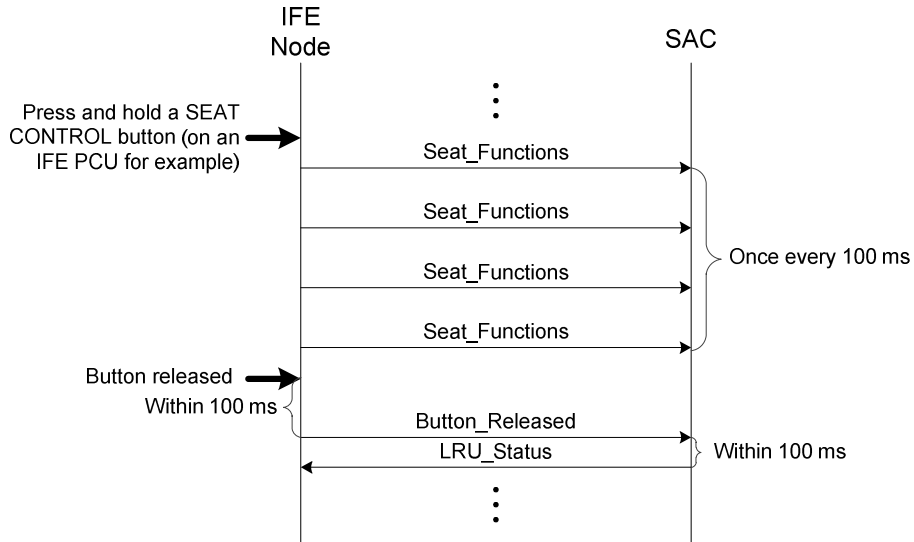 IFE
Node
SAC
Press and hold a SEAT
CONTROL button (on an
IFE PCU for example)
Seat_Functions
Seat_Functions
Seat_Functions
Seat_Functions
Once every 100 ms
Button released
Within 100 ms
Button_Released
LRU_Status
Within 100 ms